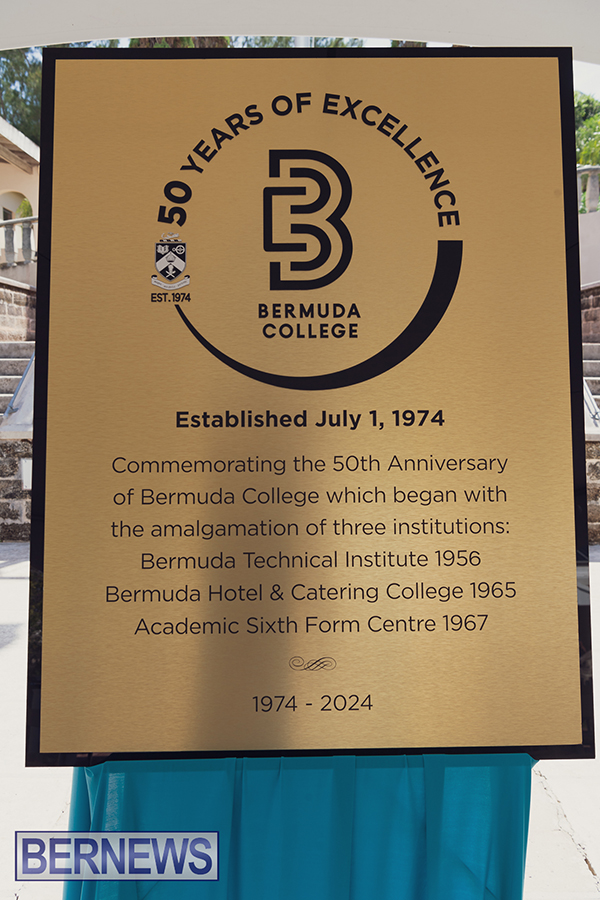 50 YEARS OF EXCELLENCE
EST. 1974
BERMUDA
COLLEGE
Established July 1, 1974
Commemorating the 50th Anniversary
of Bermuda College which began with
the amalgamation of three institutions:
Bermuda Technical Institute 1956
Bermuda Hotel & Catering College 1965
Academic Sixth Form Centre 1967
1974 - 2024
BERNEWS